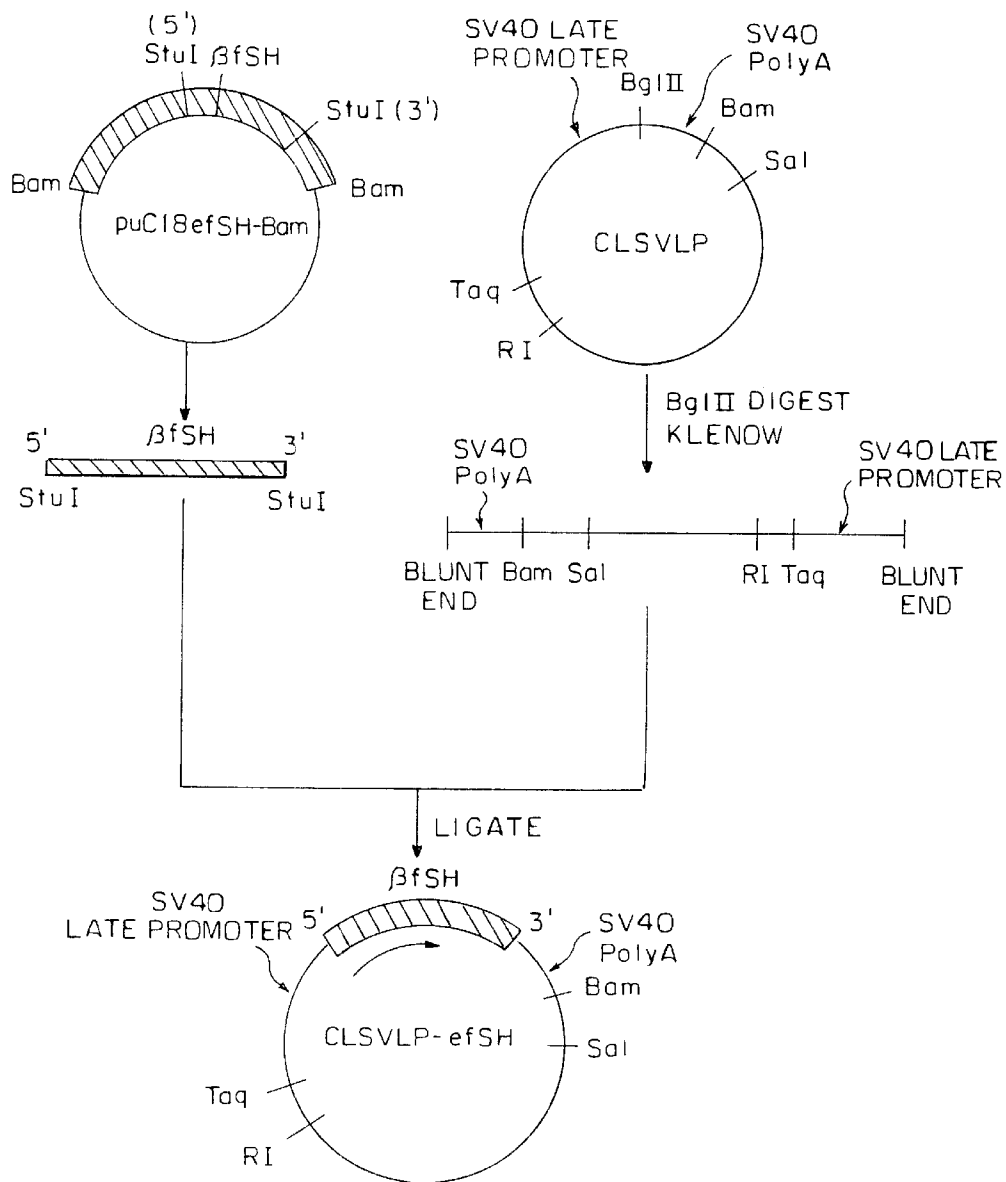 (5')
StuI βfSH
StuI (3')
Bam
Bam
puC18efSH-Bam
SV40 LATE
PROMOTER
SV40
PolyA
BglII
Bam
Sal
CLSVLP
Taq
RI
BglII DIGEST
KLENOW
5'
βfSH
3'
StuI
StuI
SV40
PolyA
SV40 LATE
PROMOTER
BLUNT
END
Bam
Sal
RI
Taq
BLUNT
END
LIGATE
βfSH
SV40
LATE PROMOTER
5'
3'
SV40
PolyA
Bam
CLSVLP-efSH
Sal
Taq
RI